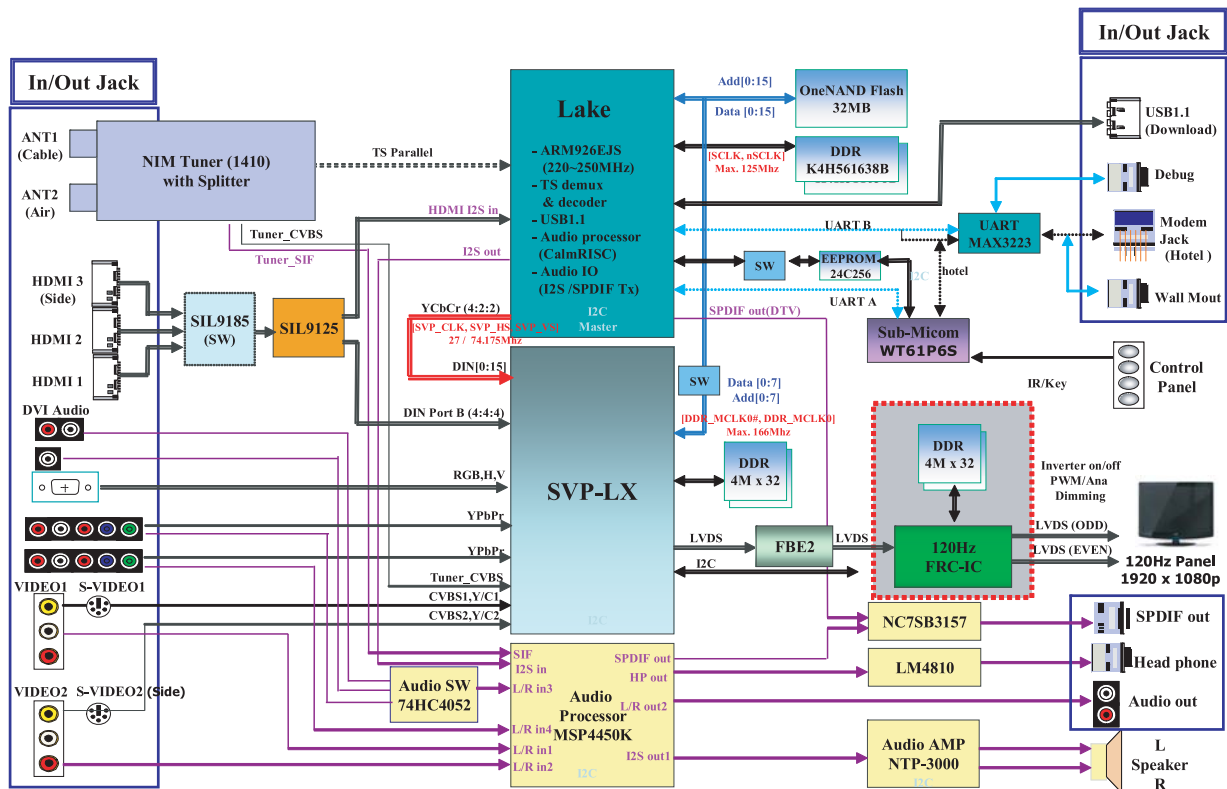 In/Out Jack
ANT1
(Cable)
ANT2
(Air)
NIM Tuner (1410)
with Splitter
TS Parallel
HDMI I2S in
Tuner_CVBS
Tuner_SIF
I2S out
HDMI 3
(Side)
HDMI 2
HDMI 1
SIL9185
(SW)
SIL9125
YCbCr (4:2:2)
[SVP_CLK, SVP_HS, SVP_VS]
27 / 74.175Mhz
DIN[0:15]
DIN Port B (4:4:4)
DVI Audio
RGB,H,V
YPbPr
YPbPr
Tuner_CVBS
CVBS1,Y/C1
CVBS2,Y/C2
VIDEO1
S-VIDEO1
VIDEO2
S-VIDEO2 (Side)
Lake
- ARM926EJS
(220~250MHz)
- TS demux
& decoder
- USB1.1
- Audio processor
(CalmRISC)
- Audio IO
(I2S /SPDIF Tx)
I2C
Master
SVP-LX
I2C
Audio SW
74HC4052
SIF
I2S in
L/R in3
L/R in4
L/R in1
L/R in2
Audio
Processor
MSP4450K
I2C
SPDIF out
HP out
L/R out2
I2S out1
Add[0:15]
Data [0:15]
OneNAND Flash
32MB
[SCLK, nSCLK]
Max. 125Mhz
DDR
K4H561638B
UART B
SW
EEPROM
24C256
I2C
hotel
UART A
UART
MAX3223
SPDIF out(DTV)
Sub-Micom
WT61P6S
IR/Key
Control
Panel
SW
Data [0:7]
Add[0:7]
[DDR_MCLK0#, DDR_MCLK0]
Max. 166Mhz
DDR
4M x 32
LVDS
FBE2
LVDS
I2C
DDR
4M x 32
120Hz
FRC-IC
Inverter on/off
PWM/Ana
Dimming
LVDS (ODD)
LVDS (EVEN)
120Hz Panel
1920 x 1080p
In/Out Jack
USB1.1
(Download)
Debug
Modem
Jack
(Hotel )
Wall Mout
NC7SB3157
SPDIF out
LM4810
Head phone
Audio out
Audio AMP
NTP-3000
I2C
L
Speaker
R